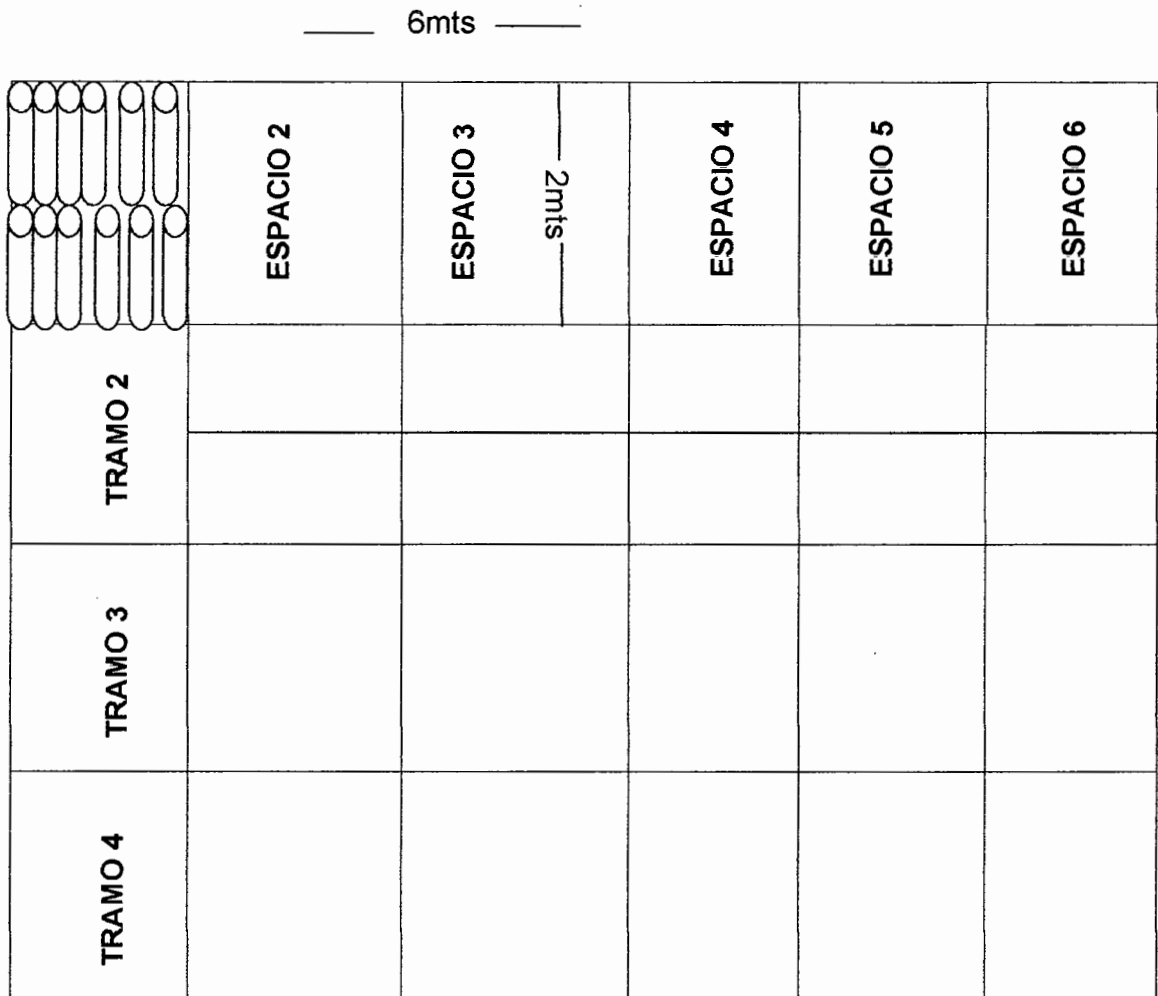 6mts
ESPACIO 2
ESPACIO 3
2mts
ESPACIO 4
ESPACIO 5
ESPACIO 6
TRAMO 2
TRAMO 3
TRAMO 4